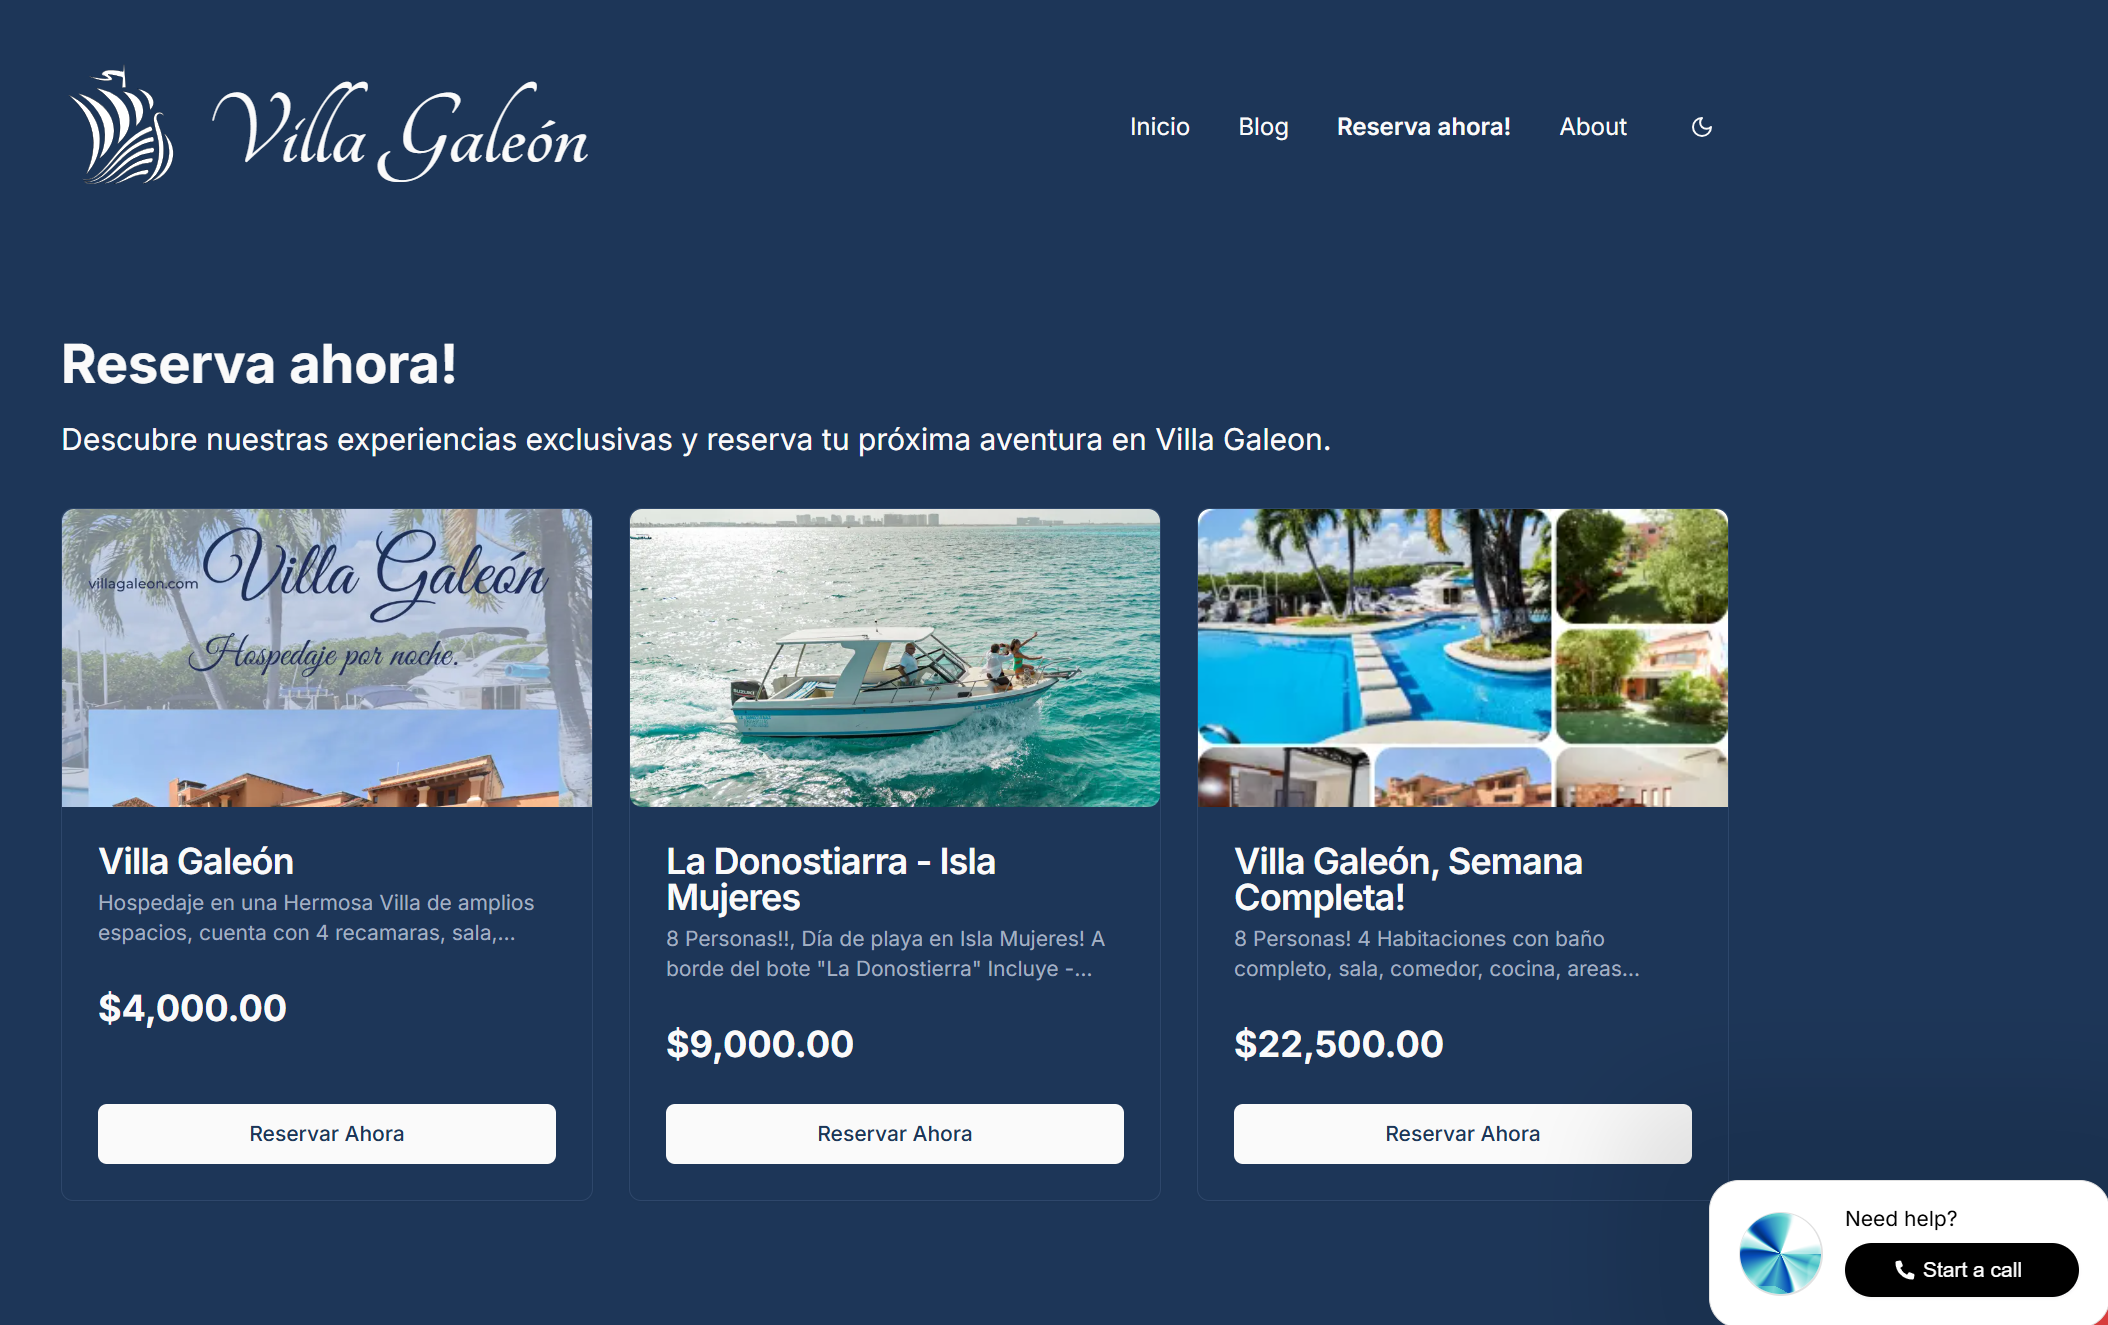 Villa Galeón
Inicio Blog Reserva ahora! About
Reserva ahora!
Descubre nuestras experiencias exclusivas y reserva tu próxima aventura en Villa Galeon.
villagaleon.com Villa Galeón
Hospedaje por noche.
SUZUKI
Villa Galeón
Hospedaje en una Hermosa Villa de amplios
espacios, cuenta con 4 recamaras, sala,...
$4,000.00
Reservar Ahora
La Donostiarra - Isla
Mujeres
8 Personas!!, Día de playa en Isla Mujeres! A
borde del bote "La Donostierra" Incluye -...
$9,000.00
Reservar Ahora
Villa Galeón, Semana
Completa!
8 Personas! 4 Habitaciones con baño
completo, sala, comedor, cocina, areas...
$22,500.00
Reservar Ahora
Need help?
Start a call